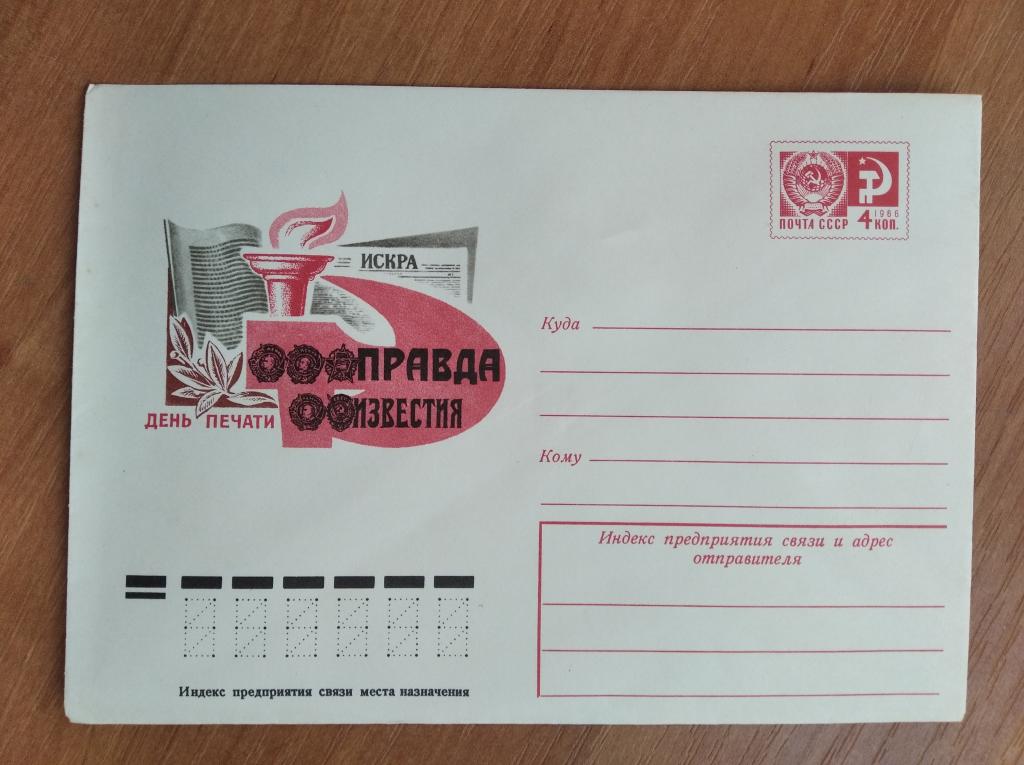 1966
ПОЧТА СССР 4 КОП.
ИСКРА
ПРАВДА
ИЗВЕСТИЯ
ДЕНЬ ПЕЧАТИ
Куда
Кому
Индекс предприятия связи и адрес
отправителя
Индекс предприятия связи места назначения